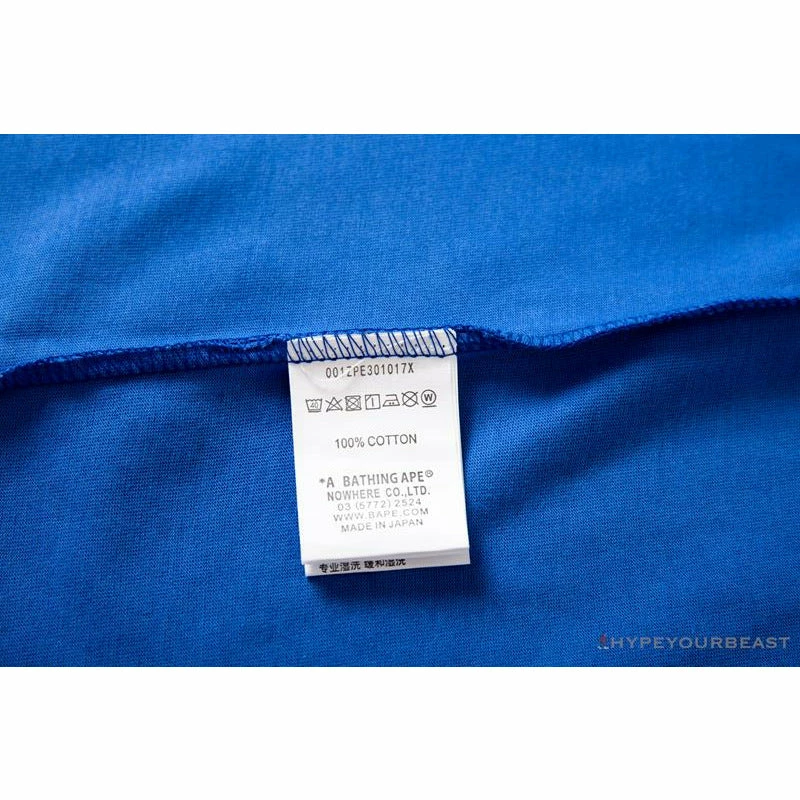 001ZPE301017X
40 W
100% COTTON
*A BATHING APE®
NOWHERE CO.,LTD.
03 (5772) 2524
WWW.BAPE.COM
MADE IN JAPAN
专业湿洗 缓和湿洗
HYPEYOURBEAST